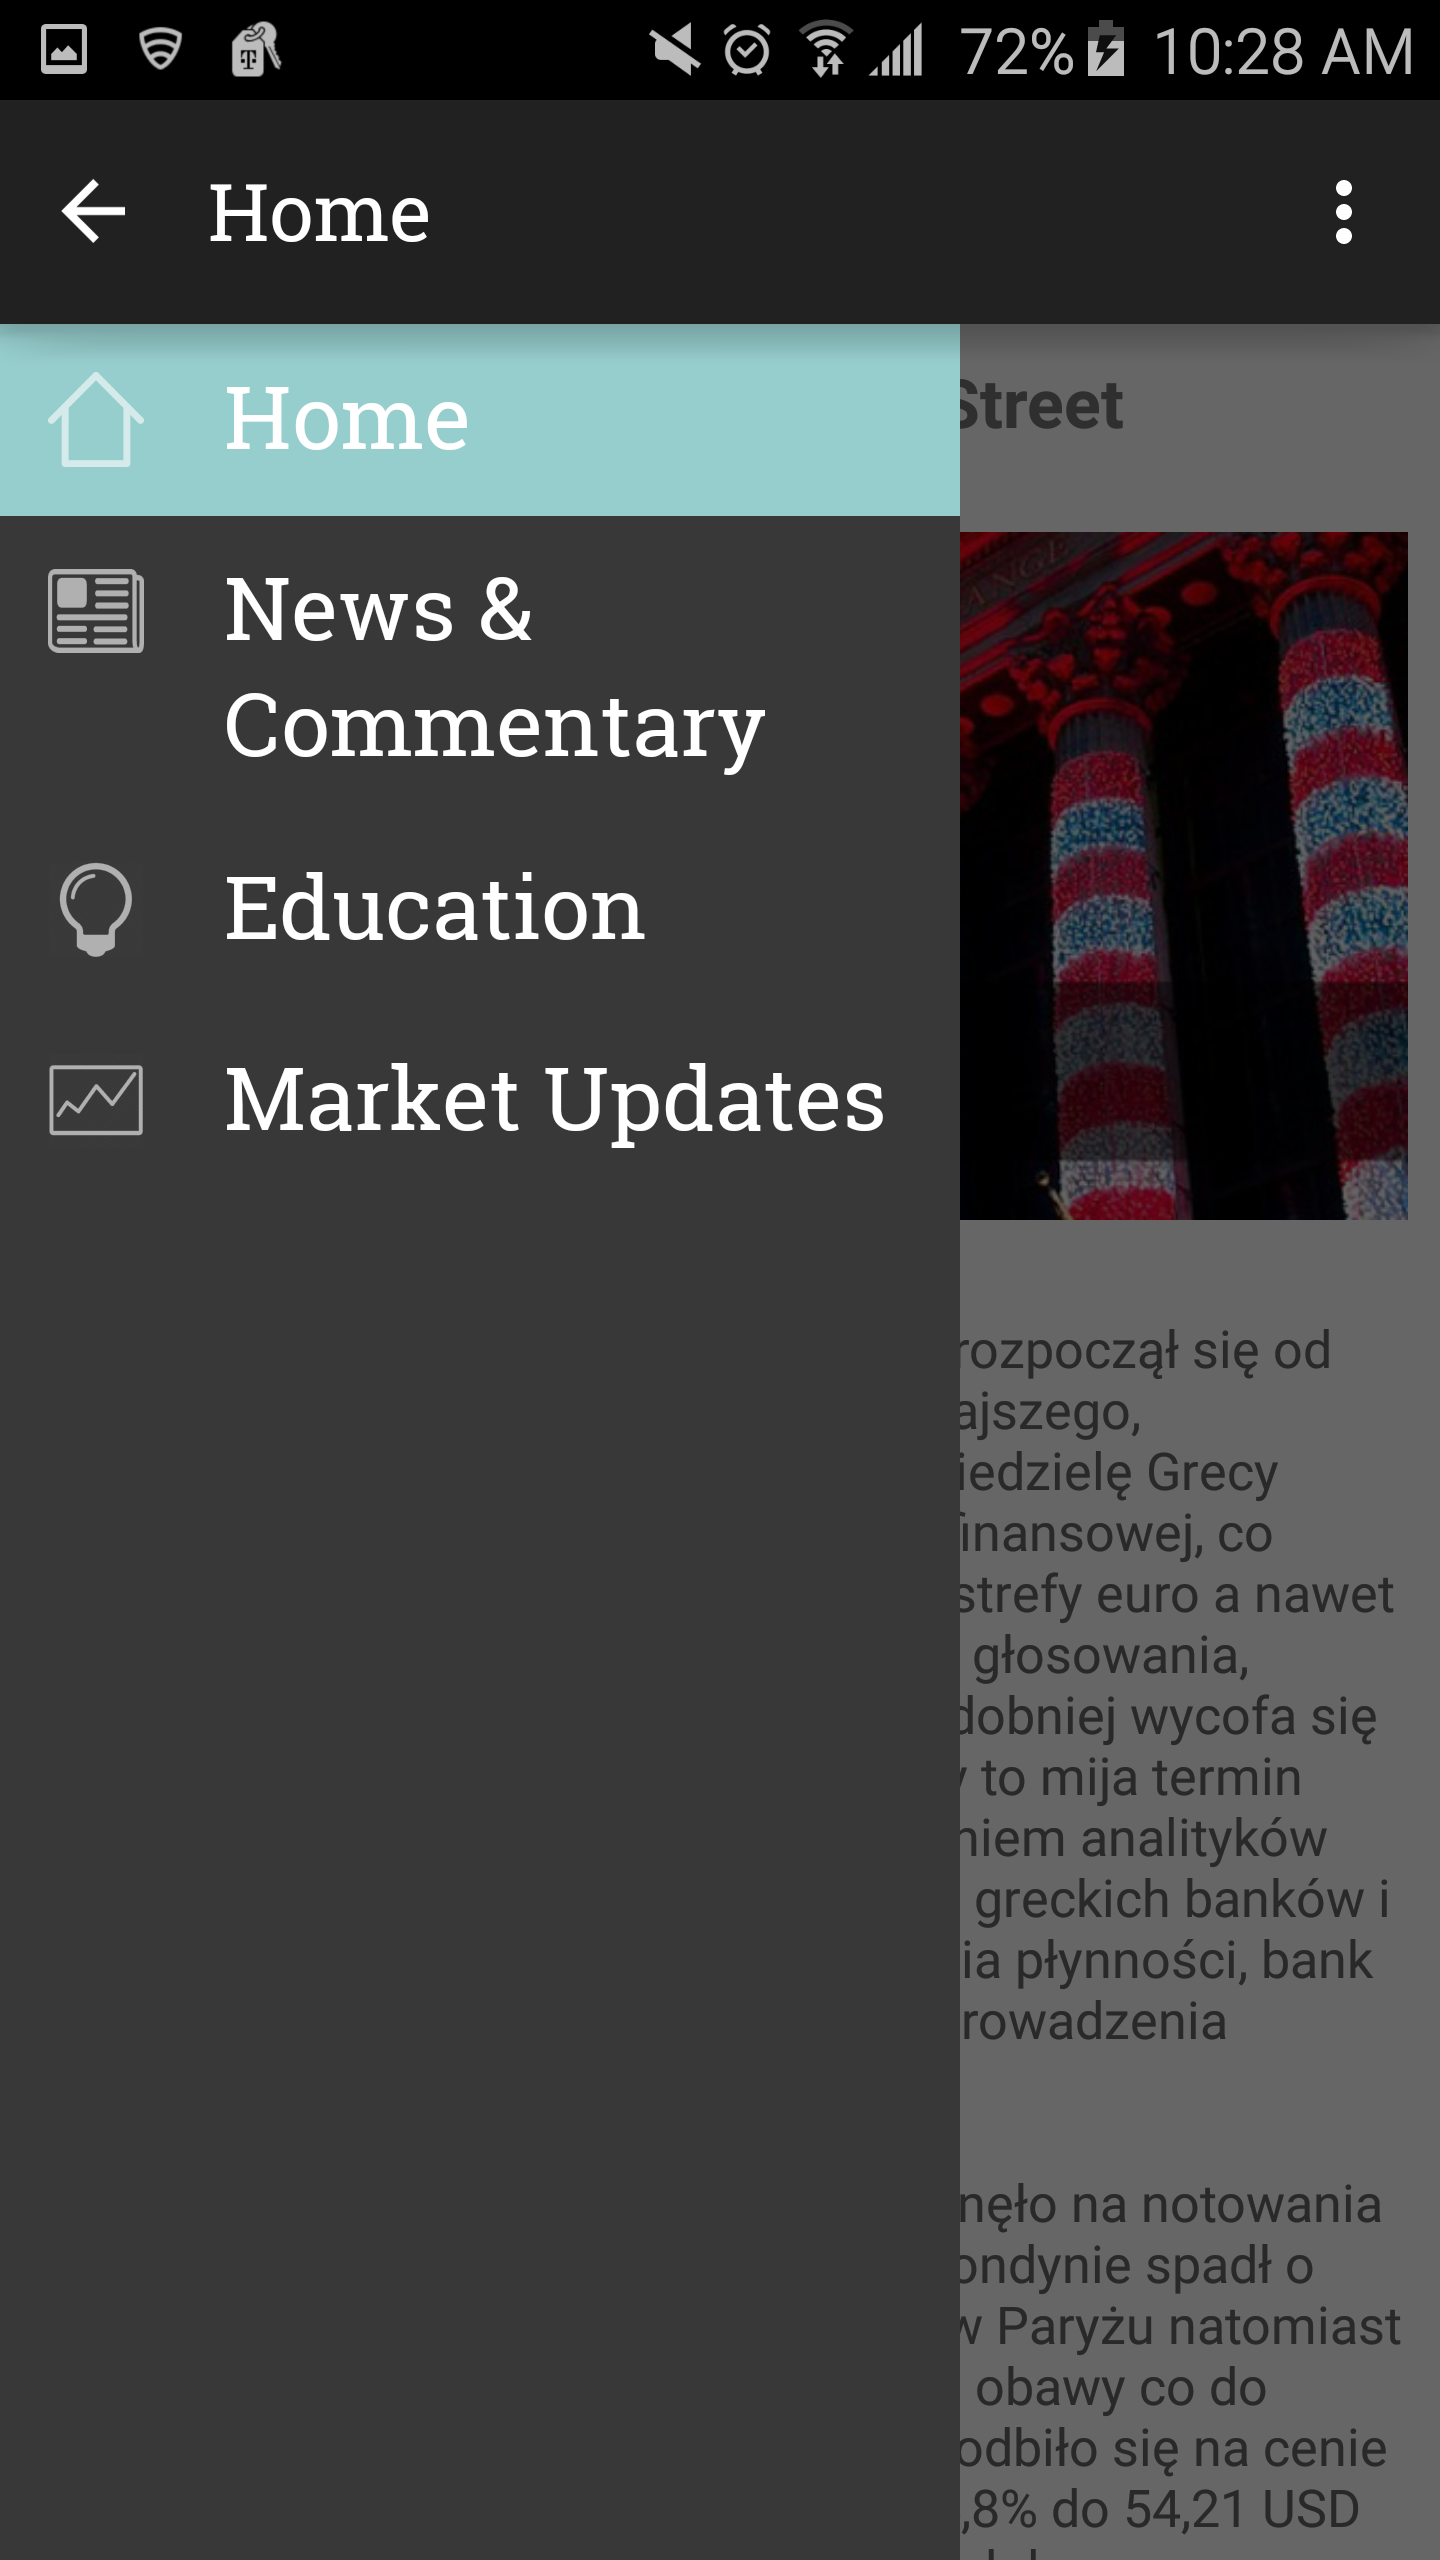 72% 10:28 AM
Home
Home
News &
Commentary
Education
Market Updates
Street
ANGE
rozpoczął się od
ajszego,
iedzielę Grecy
finansowej, co
strefy euro a nawet
głosowania,
dobniej wycofa się
to mija termin
niem analityków
greckich banków i
ia płynności, bank
rowadzenia
nęło na notowania
ondynie spadł o
w Paryżu natomiast
obawy co do
odbiło się na cenie
,8% do 54,21 USD